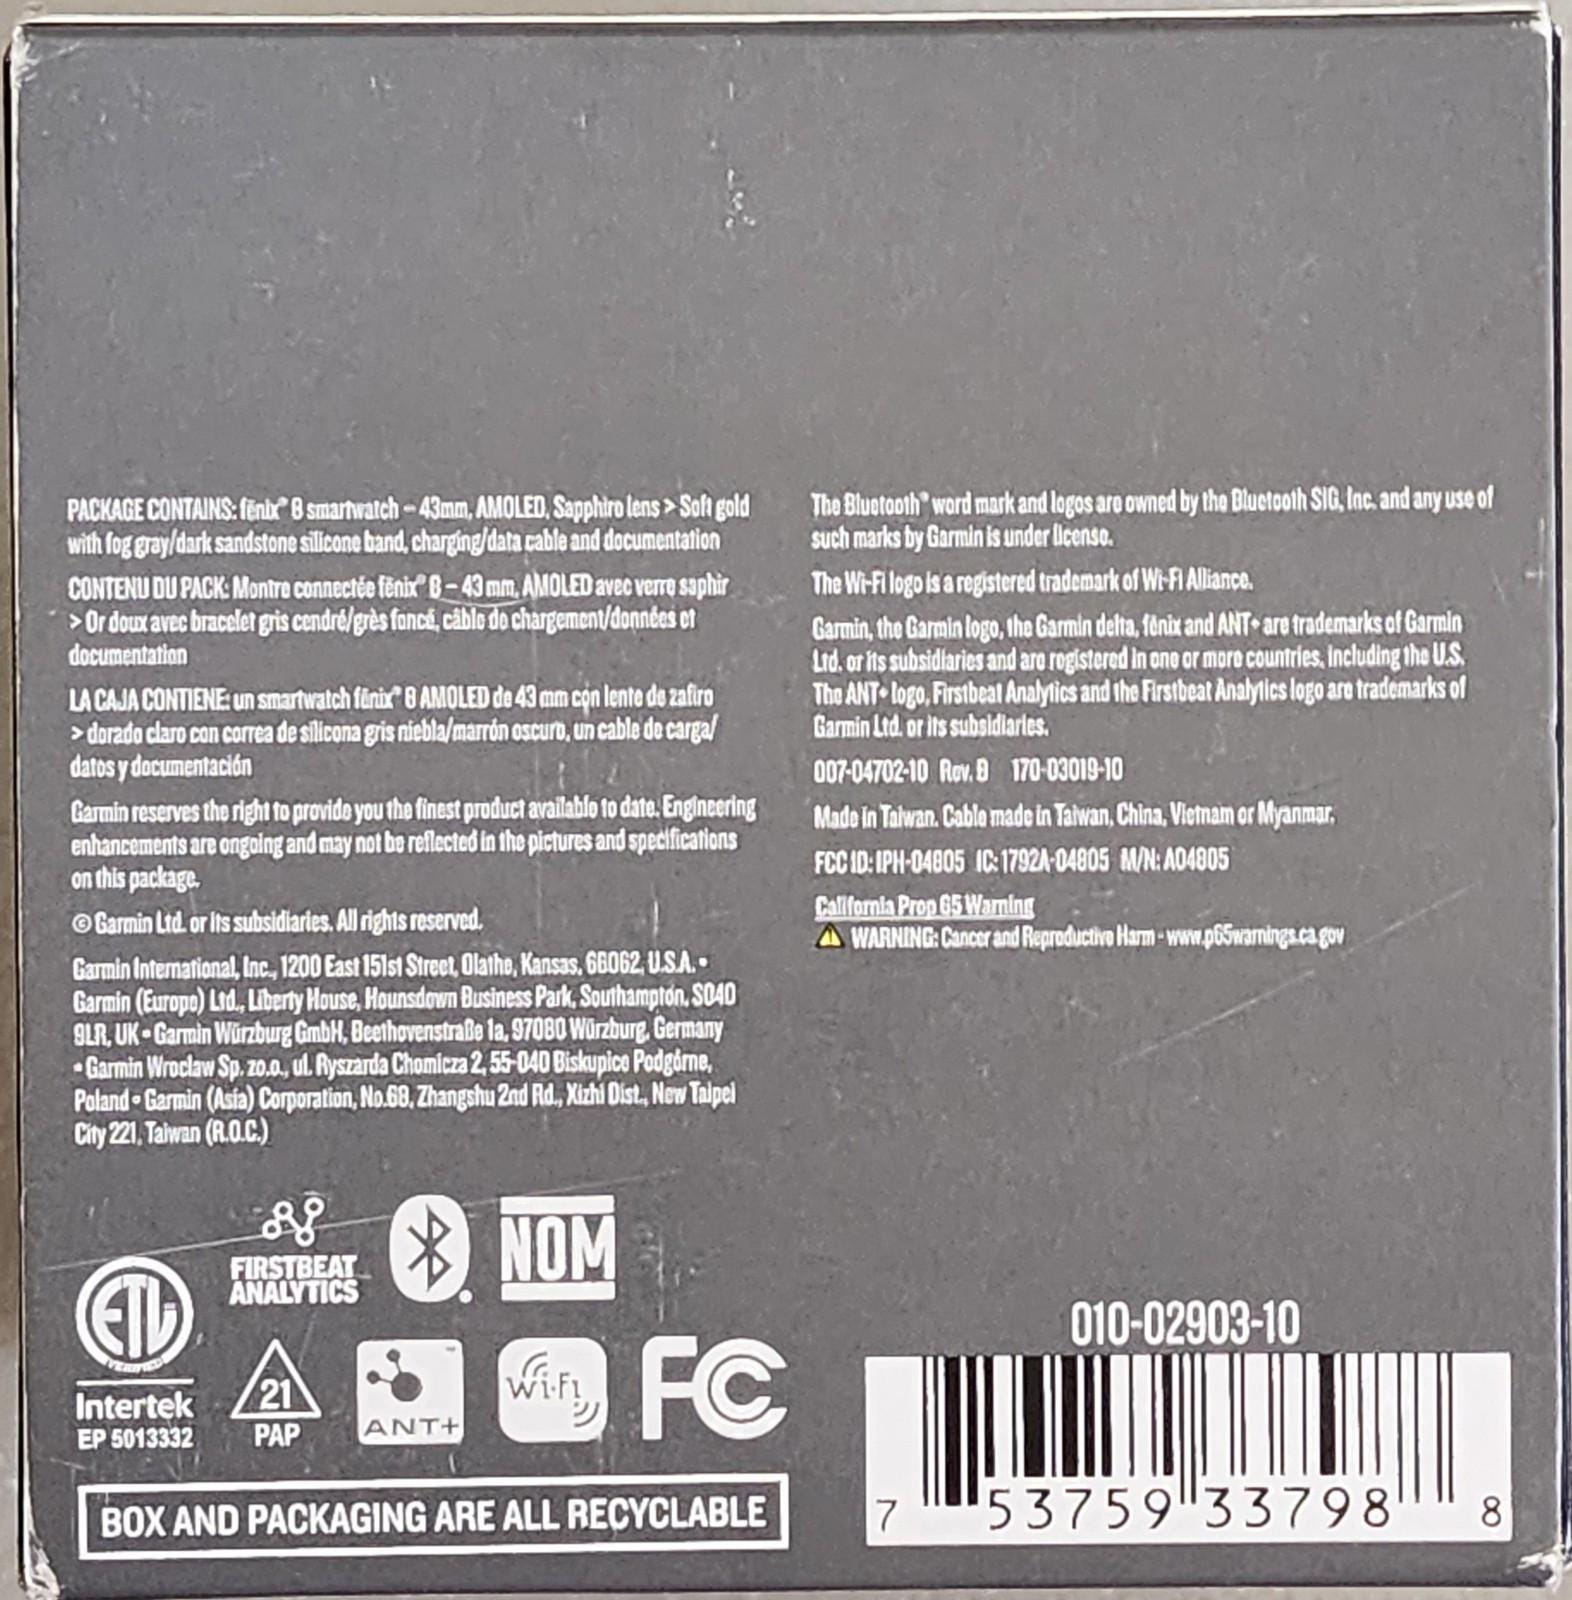 PACKAGE CONTAINS: fēnix® 8 smartwatch – 43mm, AMOLED, Sapphire lens > Soft gold
with fog gray/dark sandstone silicone band, charging/data cable and documentation
CONTENU DU PACK: Montre connectée fēnix® 8 – 43 mm, AMOLED avec verre saphir
> Or doux avec bracelet gris cendré/grès foncé, câble de chargement/données et
documentation
LA CAJA CONTIENE: un smartwatch fēnix® 8 AMOLED de 43 mm con lente de zafiro
> dorado claro con correa de silicona gris niebla/marrón oscuro, un cable de carga/
datos y documentación
Garmin reserves the right to provide you the finest product available to date. Engineering
enhancements are ongoing and may not be reflected in the pictures and specifications
on this package.
© Garmin Ltd. or its subsidiaries. All rights reserved.
Garmin International, Inc., 1200 East 151st Street, Olathe, Kansas, 66062, U.S.A. •
Garmin (Europe) Ltd., Liberty House, Hounsdown Business Park, Southampton, SO40
9LR, UK • Garmin Würzburg GmbH, Beethovenstraße 1a, 97080 Würzburg, Germany
• Garmin Wroclaw Sp. zo.o., ul. Ryszarda Chomicza 2, 55-040 Biskupice Podgórne,
Poland • Garmin (Asia) Corporation, No.68, Zhangshu 2nd Rd., Xizhi Dist., New Taipei
City 221, Taiwan (R.O.C.)
The Bluetooth® word mark and logos are owned by the Bluetooth SIG, Inc. and any use of
such marks by Garmin is under license.
The Wi-Fi logo is a registered trademark of Wi-Fi Alliance.
Garmin, the Garmin logo, the Garmin delta, fēnix and ANT+ are trademarks of Garmin
Ltd. or its subsidiaries and are registered in one or more countries, including the U.S.
The ANT+ logo, Firstbeat Analytics and the Firstbeat Analytics logo are trademarks of
Garmin Ltd. or its subsidiaries.
007-04702-10 Rev. B 170-03019-10
Made in Taiwan. Cable made in Taiwan, China, Vietnam or Myanmar.
FCC ID: IPH-04805 IC: 1792A-04805 M/N: A04805
California Prop 65 Warning
WARNING: Cancer and Reproductive Harm - www.p65warnings.ca.gov
FIRSTBEAT
ANALYTICS
NOM
ETL
VERIFIED
Intertek
EP 5013332
21
PAP
ANT+
™
Wi-Fi
FC
BOX AND PACKAGING ARE ALL RECYCLABLE
010-02903-10
7 53759 33798 8